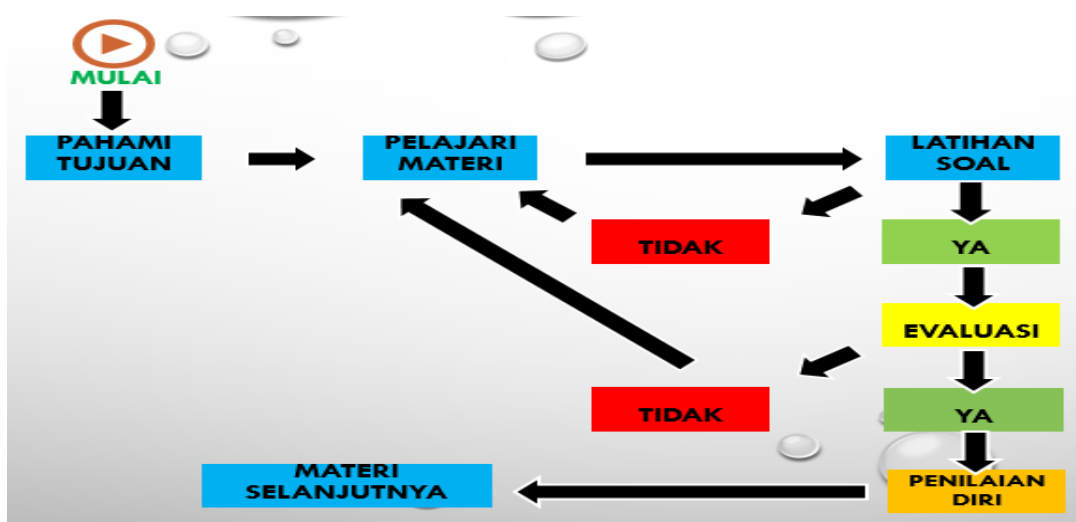 MULAI
PAHAMI
TUJUAN
PELAJARI
MATERI
LATIHAN
SOAL
TIDAK
YA
EVALUASI
TIDAK
YA
MATERI
SELANJUTNYA
PENILAIAN
DIRI